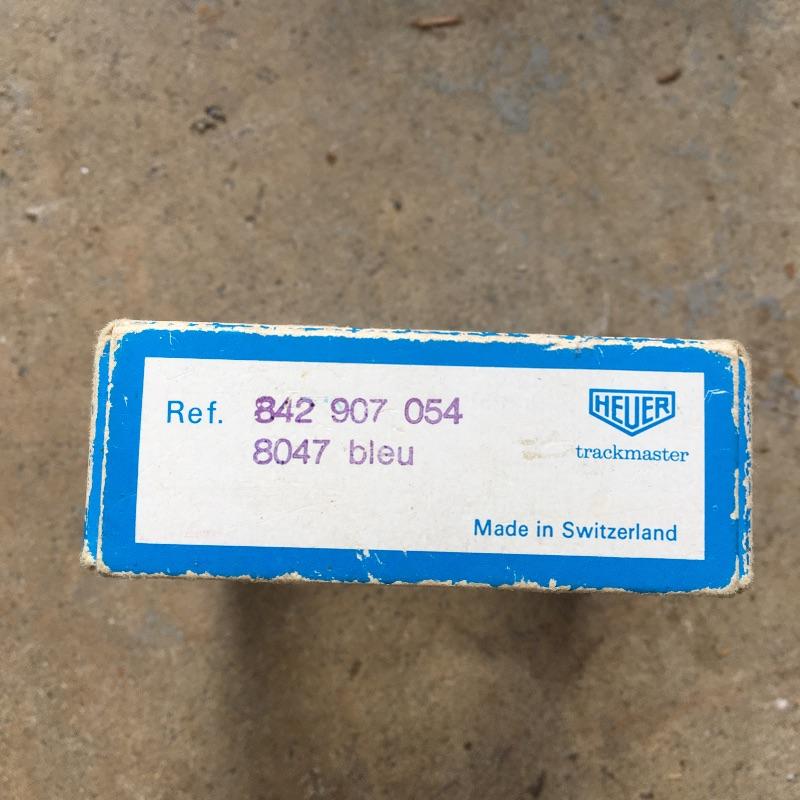 Ref. 842 907 054
8047 bleu
HEUER
trackmaster
Made in Switzerland